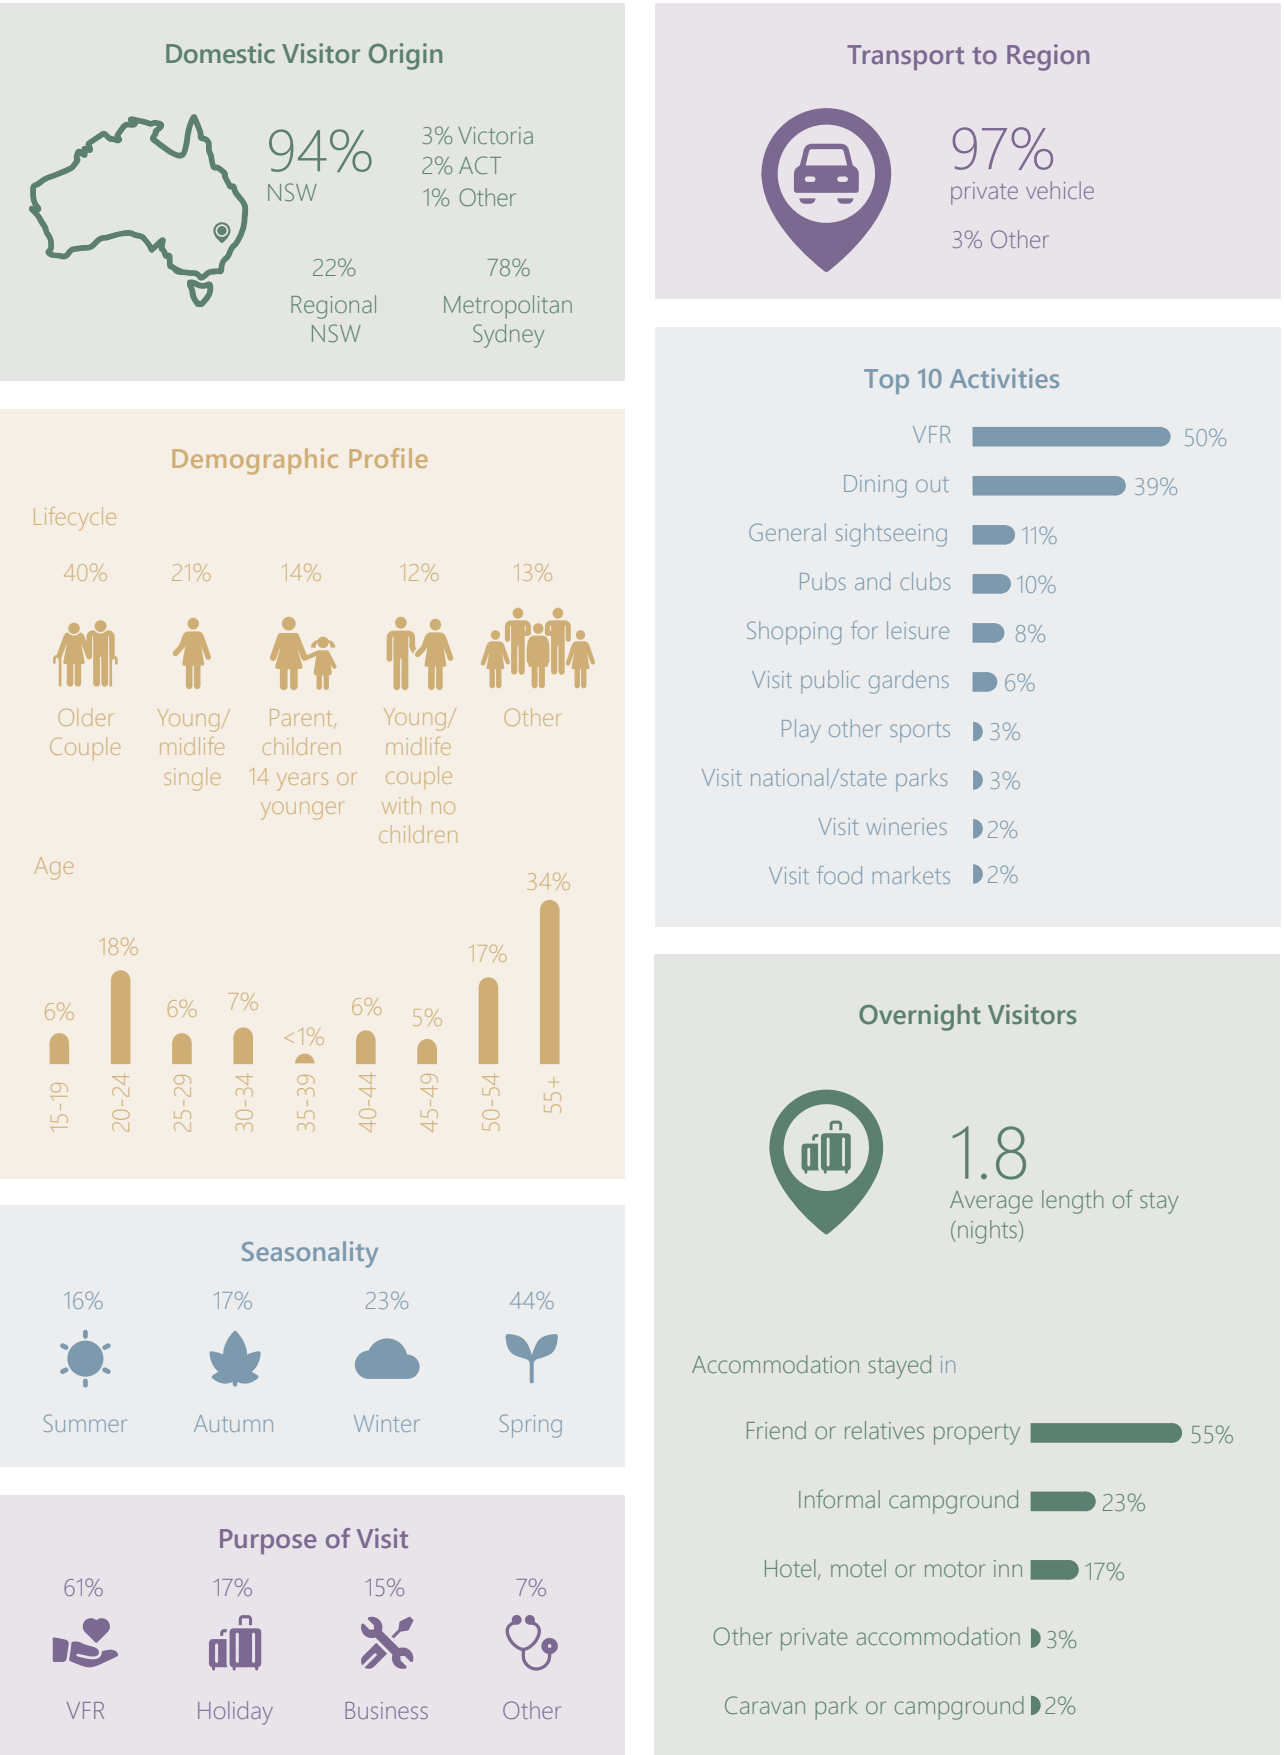 Domestic Visitor Origin
94%
NSW
3% Victoria
2% ACT
1% Other
22%
Regional
NSW
78%
Metropolitan
Sydney
Transport to Region
97%
private vehicle
3% Other
Demographic Profile
Lifecycle
40%
Older
Couple
21%
Young/
midlife
single
14%
Parent,
children
14 years or
younger
12%
Young/
midlife
couple
with no
children
13%
Other
Age
6%
18%
6%
7%
<1%
6%
5%
17%
34%
15-19
20-24
25-29
30-34
35-39
40-44
45-49
50-54
55+
Top 10 Activities
VFR 50%
Dining out 39%
General sightseeing 11%
Pubs and clubs 10%
Shopping for leisure 8%
Visit public gardens 6%
Play other sports 3%
Visit national/state parks 3%
Visit wineries 2%
Visit food markets 2%
Seasonality
16%
Summer
17%
Autumn
23%
Winter
44%
Spring
Purpose of Visit
61%
VFR
17%
Holiday
15%
Business
7%
Other
Overnight Visitors
1.8
Average length of stay
(nights)
Accommodation stayed in
Friend or relatives property 55%
Informal campground 23%
Hotel, motel or motor inn 17%
Other private accommodation 3%
Caravan park or campground 2%